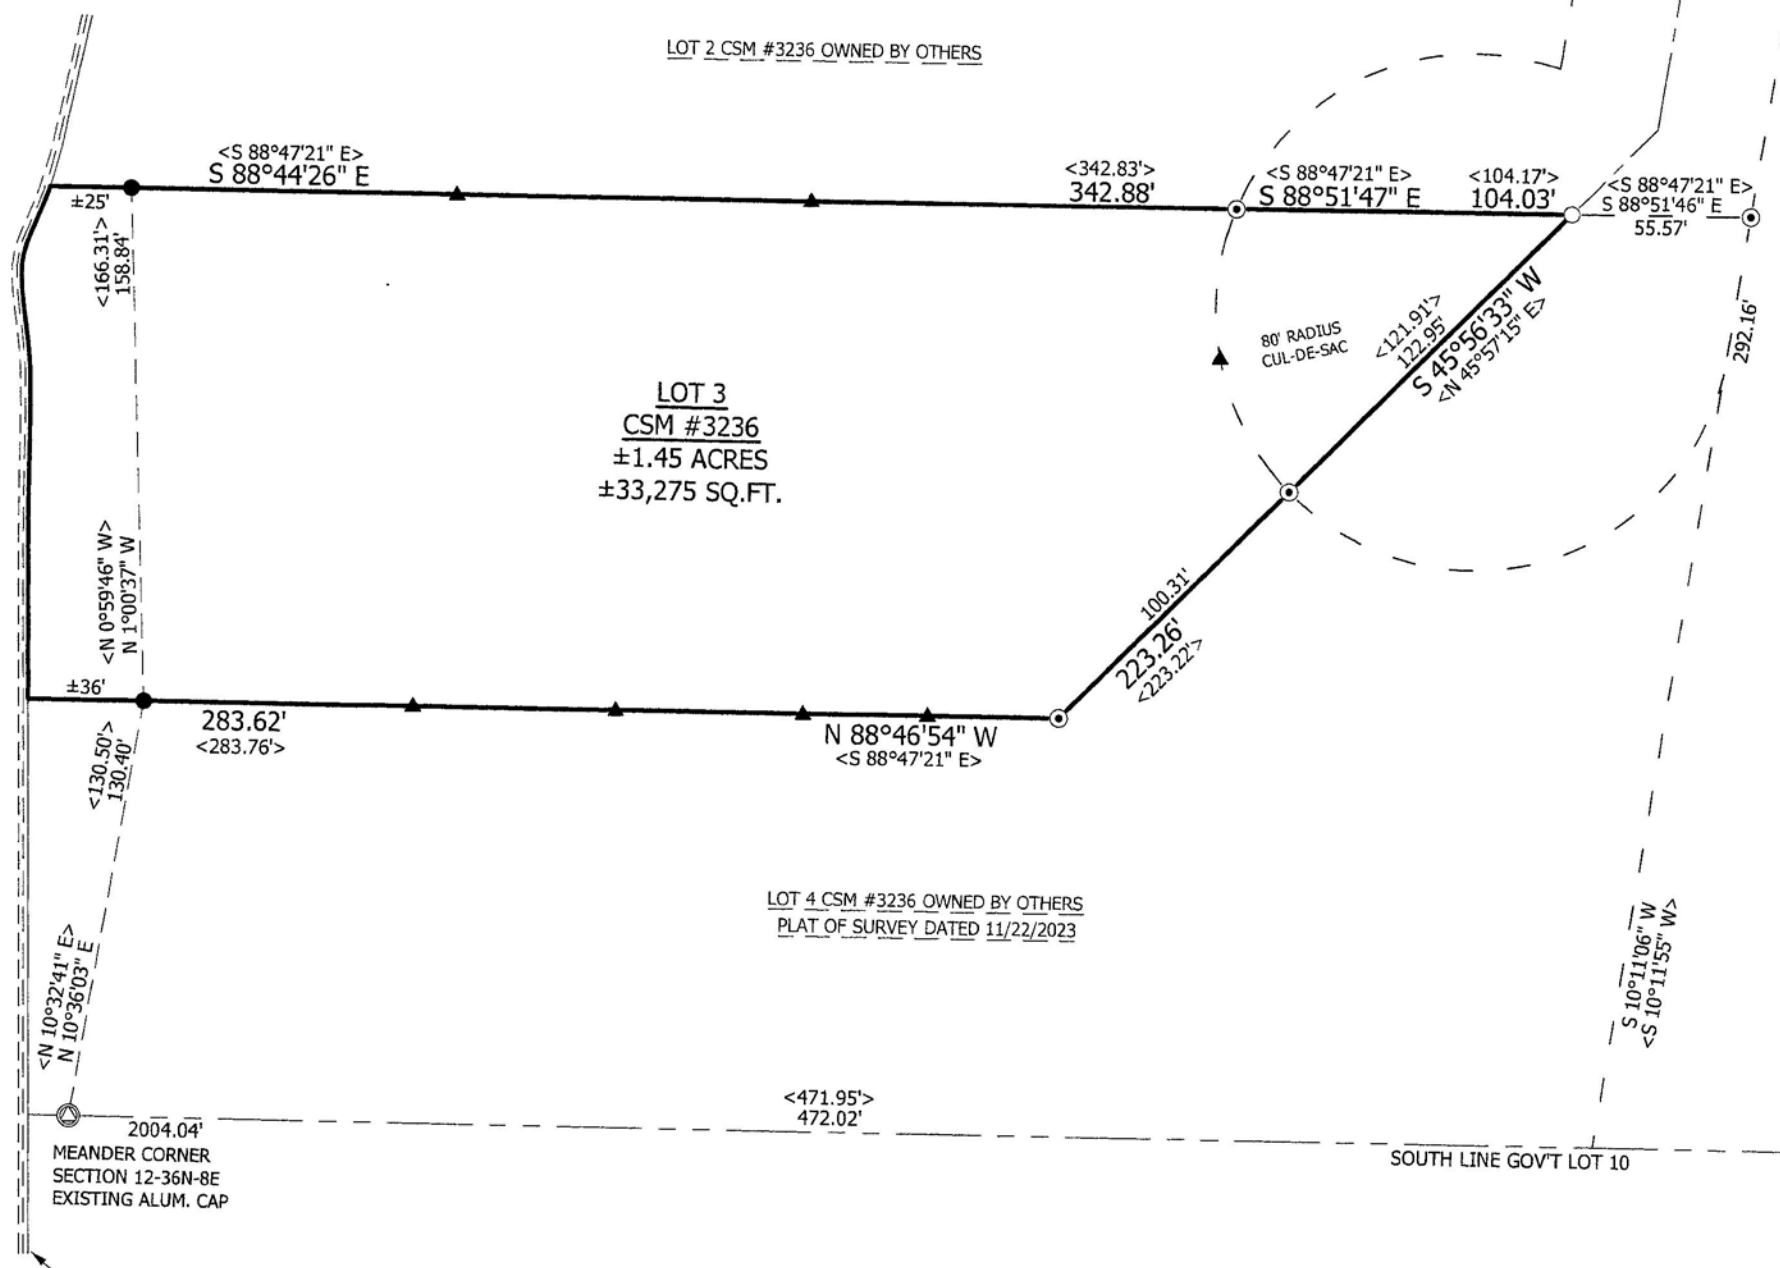 LOT 2 CSM #3236 OWNED BY OTHERS
<S 88°47'21" E>
S 88°44'26" E
<342.83'>
342.88'
<S 88°47'21" E>
S 88°51'47" E
<104.17'>
104.03'
<S 88°47'21" E>
S 88°51'46" E
55.57'
±25'
<166.31'>
158.84'
80' RADIUS
CUL-DE-SAC
<121.91'>
122.95'
S 45°56'33" W
<N 45°57'15" E>
292.16'
LOT 3
CSM #3236
±1.45 ACRES
±33,275 SQ.FT.
<N 0°59'46" W>
N 1°00'37" W
100.31'
223.26'
<223.22'>
±36'
283.62'
<283.76'>
N 88°46'54" W
<S 88°47'21" E>
<130.50'>
130.40'
LOT 4 CSM #3236 OWNED BY OTHERS
PLAT OF SURVEY DATED 11/22/2023
<N 10°32'41" E>
N 10°36'03" E
S 10°11'06" W
<S 10°11'55" W>
<471.95'>
472.02'
2004.04'
MEANDER CORNER
SECTION 12-36N-8E
EXISTING ALUM. CAP
SOUTH LINE GOV'T LOT 10